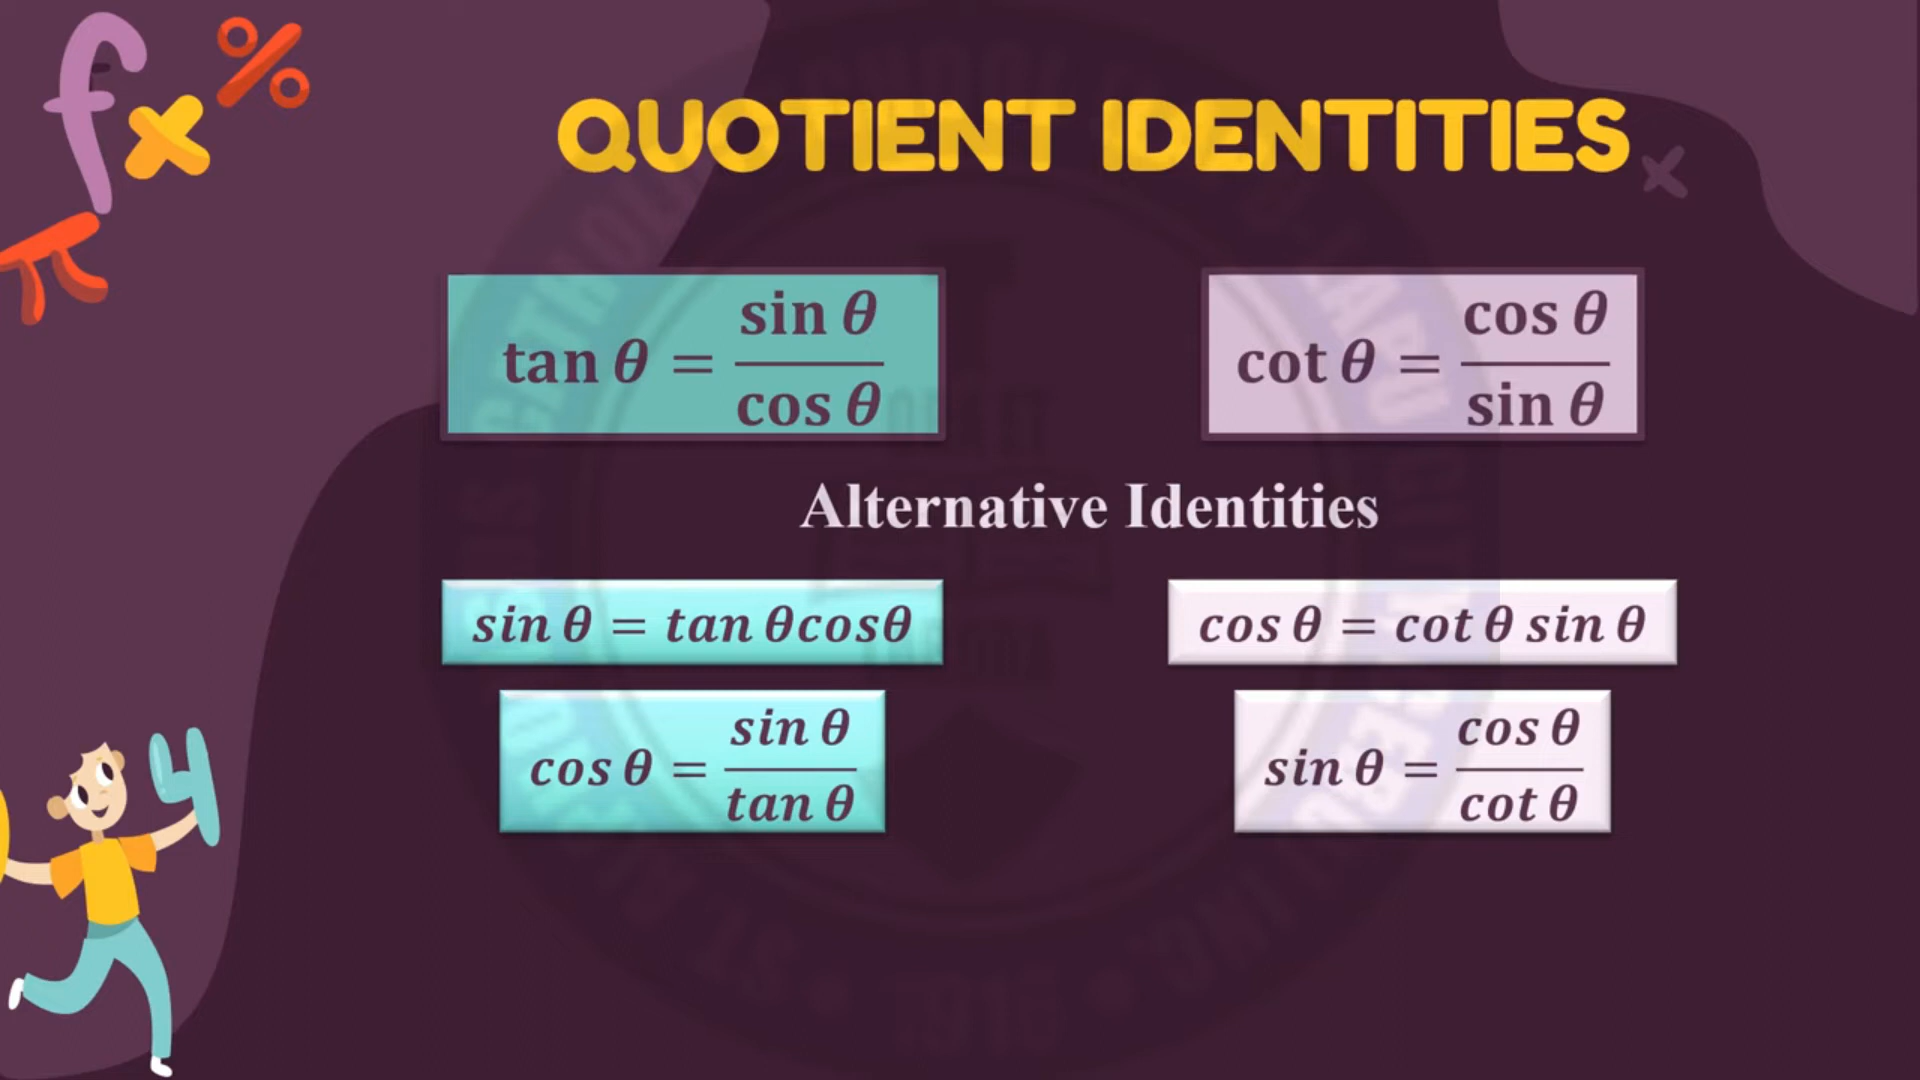 f x %
π
QUOTIENT IDENTITIES
tan θ = sin θ / cos θ
cot θ = cos θ / sin θ
Alternative Identities
sin θ = tan θcosθ
cos θ = cot θ sin θ
cos θ = sin θ / tan θ
sin θ = cos θ / cot θ
4